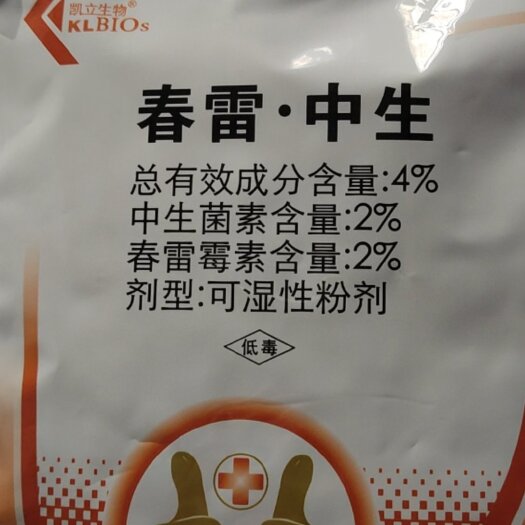 凯立生物®
KLBIOS
春雷·中生
总有效成分含量:4%
中生菌素含量:2%
春雷霉素含量:2%
剂型:可湿性粉剂
低毒